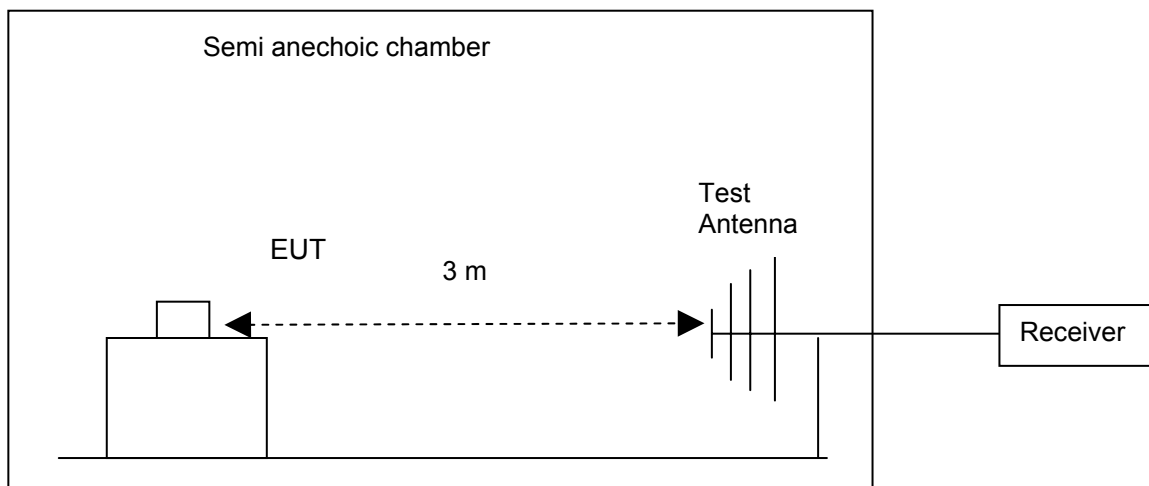 Semi anechoic chamber
Test
Antenna
EUT
3 m
Receiver